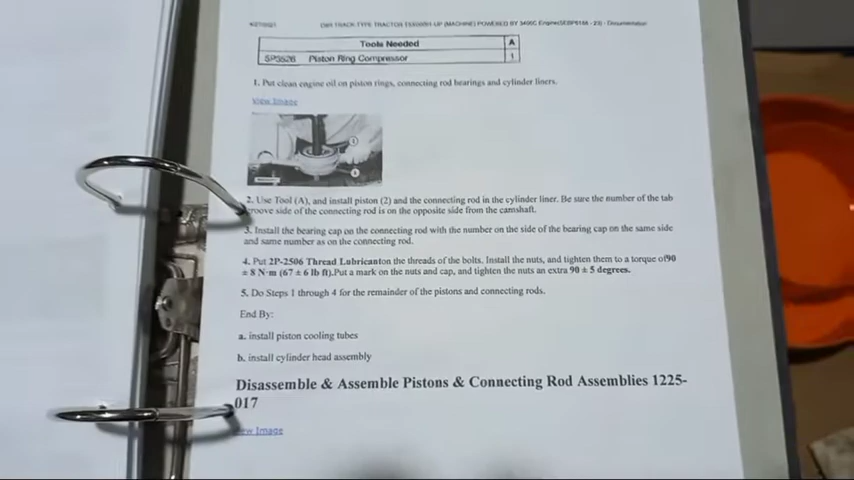 D8N TRACK-TYPE TRACTOR
Tools Needed A
SP3526 Piston Ring Compressor 1
1. Put clean engine oil on piston rings, connecting rod bearings and cylinder liners.
View Image
2. Use Tool (A), and install piston (2) and the connecting rod in the cylinder liner. Be sure the number of the tab
groove side of the connecting rod is on the opposite side from the camshaft.
3. Install the bearing cap on the connecting rod with the number on the side of the bearing cap on the same side
and same number as on the connecting rod.
4. Put 2P-2506 Thread Lubricanton the threads of the bolts. Install the nuts, and tighten them to a torque of90
± 8 N·m (67 ± 6 lb ft).Put a mark on the nuts and cap, and tighten the nuts an extra 90 ± 5 degrees.
5. Do Steps 1 through 4 for the remainder of the pistons and connecting rods.
End By:
a. install piston cooling tubes
b. install cylinder head assembly
Disassemble & Assemble Pistons & Connecting Rod Assemblies 1225-
017
View Image